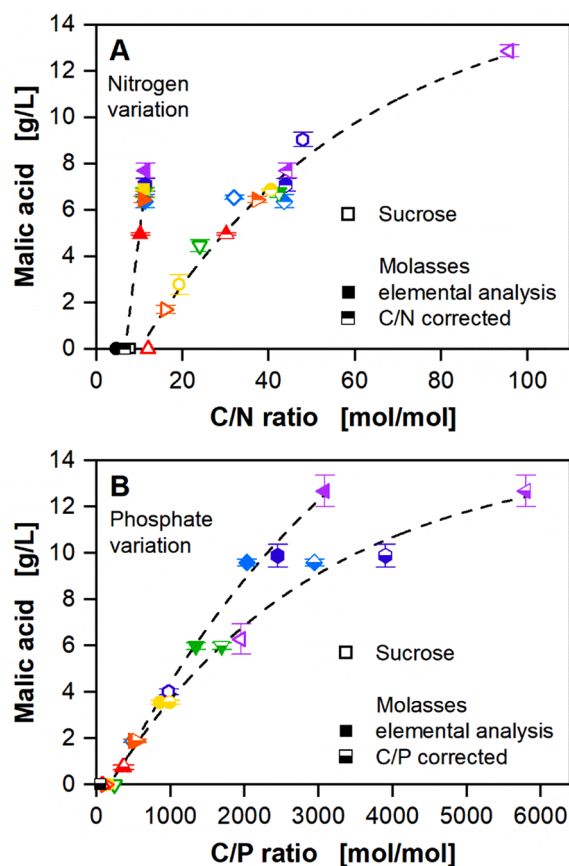 A
Nitrogen
variation
Malic acid [g/L]
14
12
10
8
6
4
2
0
Sucrose
Molasses
elemental analysis
C/N corrected
0 20 40 60 80 100
C/N ratio [mol/mol]
B
Phosphate
variation
Malic acid [g/L]
14
12
10
8
6
4
2
0
Sucrose
Molasses
elemental analysis
C/P corrected
0 1000 2000 3000 4000 5000 6000
C/P ratio [mol/mol]